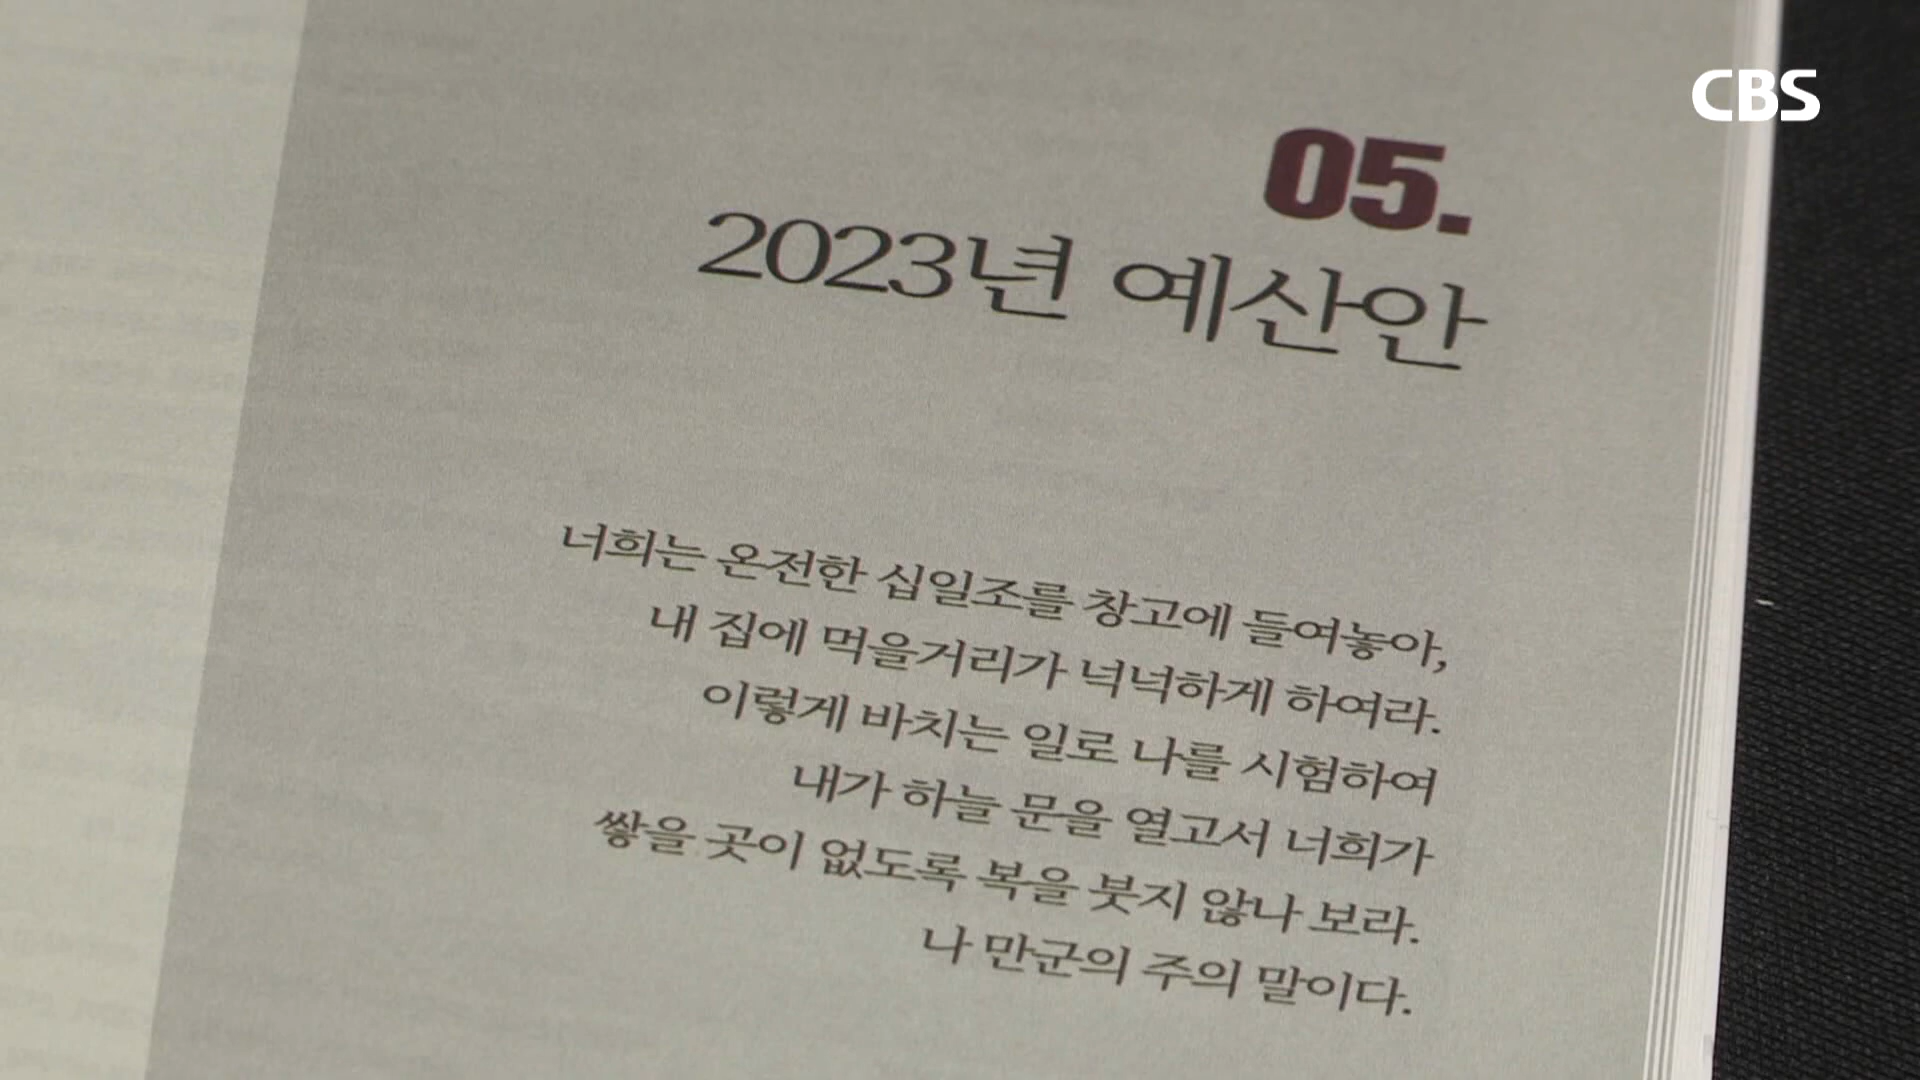 CBS
05.
2023년 예산안
너희는 온전한 십일조를 창고에 들여놓아,
내 집에 먹을거리가 넉넉하게 하여라.
이렇게 바치는 일로 나를 시험하여
내가 하늘 문을 열고서 너희가
쌓을 곳이 없도록 복을 붓지 않나 보라.
나 만군의 주의 말이다.